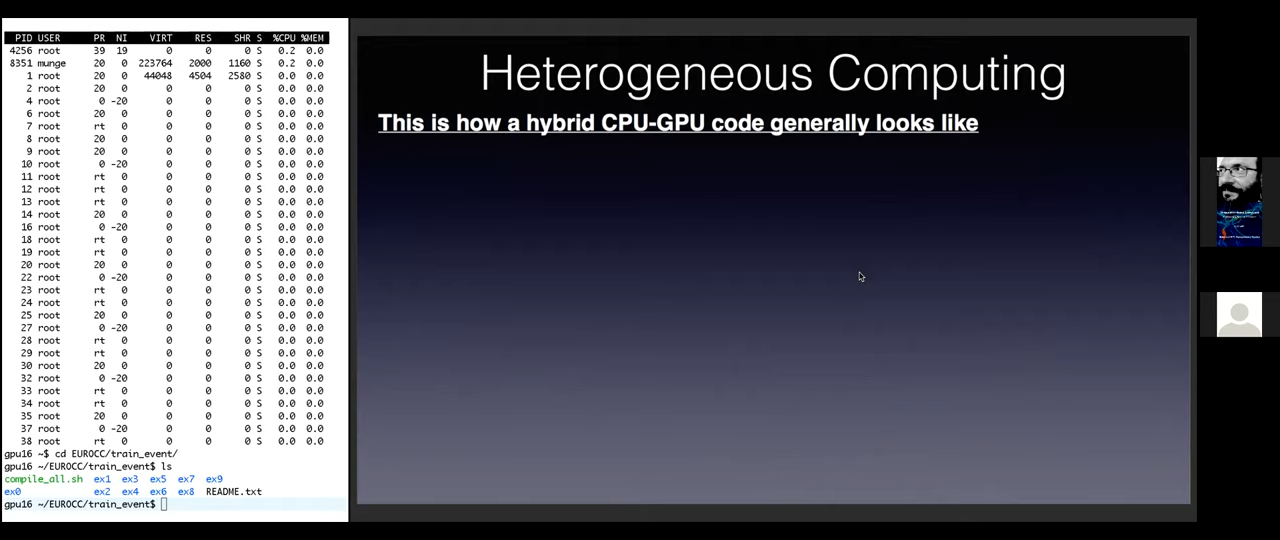 PID USER PR NI VIRT RES SHR S %CPU %MEM
4256 root 39 19 0 0 0 S 0.2 0.0
8351 munge 20 0 223764 2000 1160 S 0.2 0.0
1 root 20 0 44048 4504 2580 S 0.0 0.0
2 root 20 0 0 0 0 S 0.0 0.0
4 root 0 -20 0 0 0 S 0.0 0.0
6 root 20 0 0 0 0 S 0.0 0.0
7 root rt 0 0 0 0 S 0.0 0.0
8 root 20 0 0 0 0 S 0.0 0.0
9 root 20 0 0 0 0 S 0.0 0.0
10 root 0 -20 0 0 0 S 0.0 0.0
11 root rt 0 0 0 0 S 0.0 0.0
12 root rt 0 0 0 0 S 0.0 0.0
13 root rt 0 0 0 0 S 0.0 0.0
14 root 20 0 0 0 0 S 0.0 0.0
16 root 0 -20 0 0 0 S 0.0 0.0
18 root rt 0 0 0 0 S 0.0 0.0
19 root rt 0 0 0 0 S 0.0 0.0
20 root 20 0 0 0 0 S 0.0 0.0
22 root 0 -20 0 0 0 S 0.0 0.0
23 root rt 0 0 0 0 S 0.0 0.0
24 root rt 0 0 0 0 S 0.0 0.0
25 root 20 0 0 0 0 S 0.0 0.0
27 root 0 -20 0 0 0 S 0.0 0.0
28 root rt 0 0 0 0 S 0.0 0.0
29 root rt 0 0 0 0 S 0.0 0.0
30 root 20 0 0 0 0 S 0.0 0.0
32 root 0 -20 0 0 0 S 0.0 0.0
33 root rt 0 0 0 0 S 0.0 0.0
34 root rt 0 0 0 0 S 0.0 0.0
35 root 20 0 0 0 0 S 0.0 0.0
37 root 0 -20 0 0 0 S 0.0 0.0
38 root rt 0 0 0 0 S 0.0 0.0
gpu16 ~$ cd EUROCC/train_event/
gpu16 ~/EUROCC/train_event$ ls
compile_all.sh ex1 ex3 ex5 ex7 ex9
ex0 ex2 ex4 ex6 ex8 README.txt
gpu16 ~/EUROCC/train_event$
Heterogeneous Computing
This is how a hybrid CPU-GPU code generally looks like